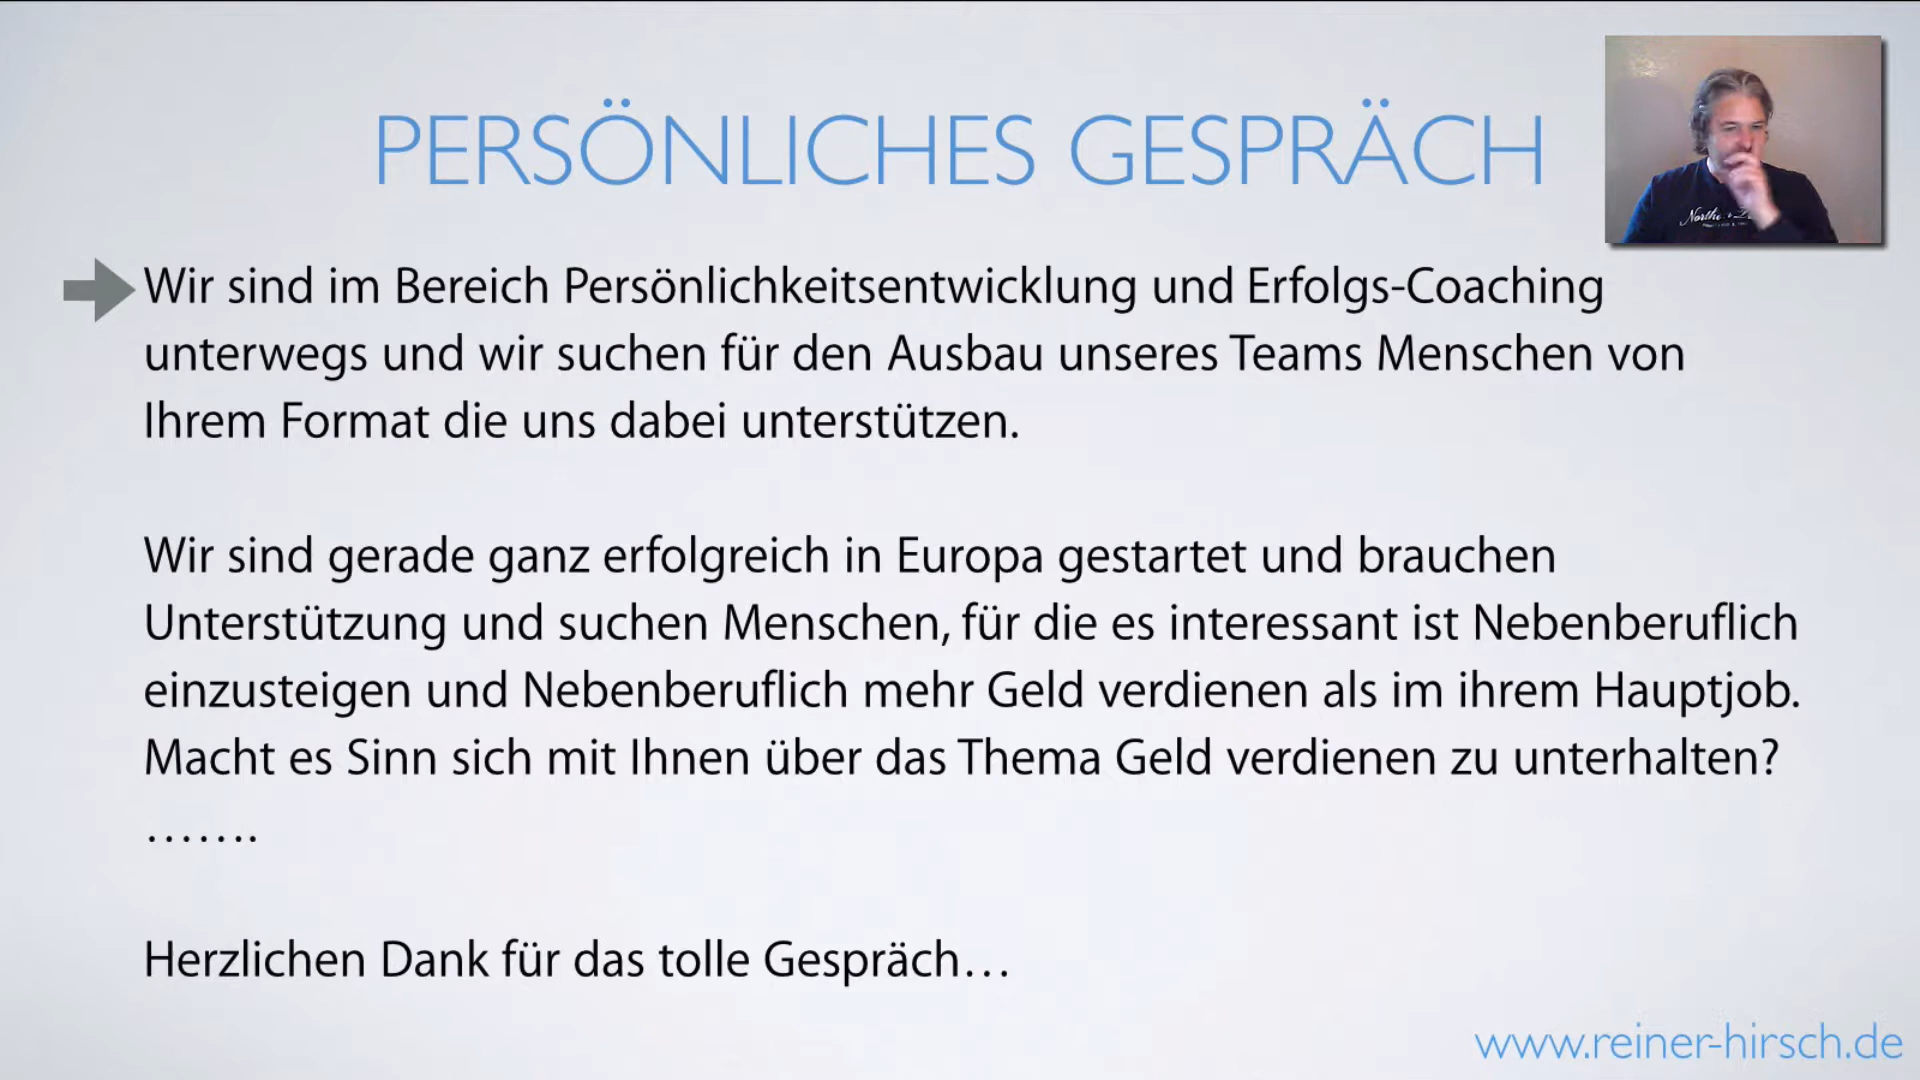 PERSÖNLICHES GESPRÄCH
Wir sind im Bereich Persönlichkeitsentwicklung und Erfolgs-Coaching
unterwegs und wir suchen für den Ausbau unseres Teams Menschen von
Ihrem Format die uns dabei unterstützen.
Wir sind gerade ganz erfolgreich in Europa gestartet und brauchen
Unterstützung und suchen Menschen, für die es interessant ist Nebenberuflich
einzusteigen und Nebenberuflich mehr Geld verdienen als im ihrem Hauptjob.
Macht es Sinn sich mit Ihnen über das Thema Geld verdienen zu unterhalten?
…….
Herzlichen Dank für das tolle Gespräch…
www.reiner-hirsch.de